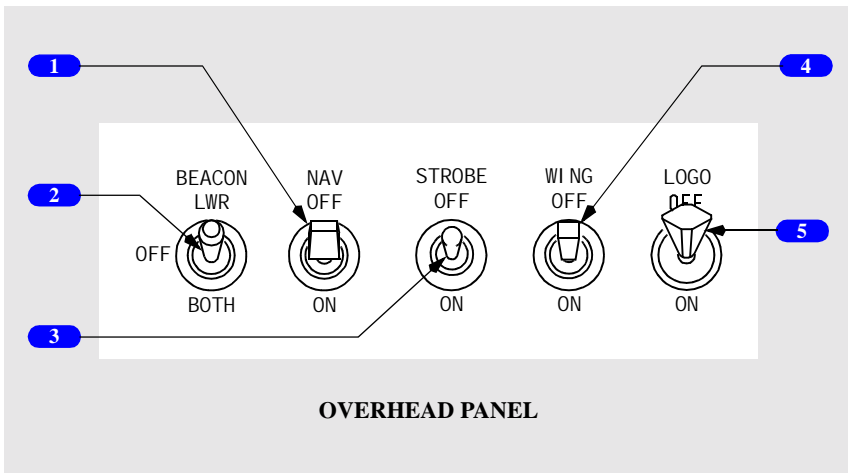 1
4
BEACON NAV STROBE WING LOGO
2
LWR OFF OFF OFF OFF
5
OFF
BOTH ON ON ON ON
3
OVERHEAD PANEL